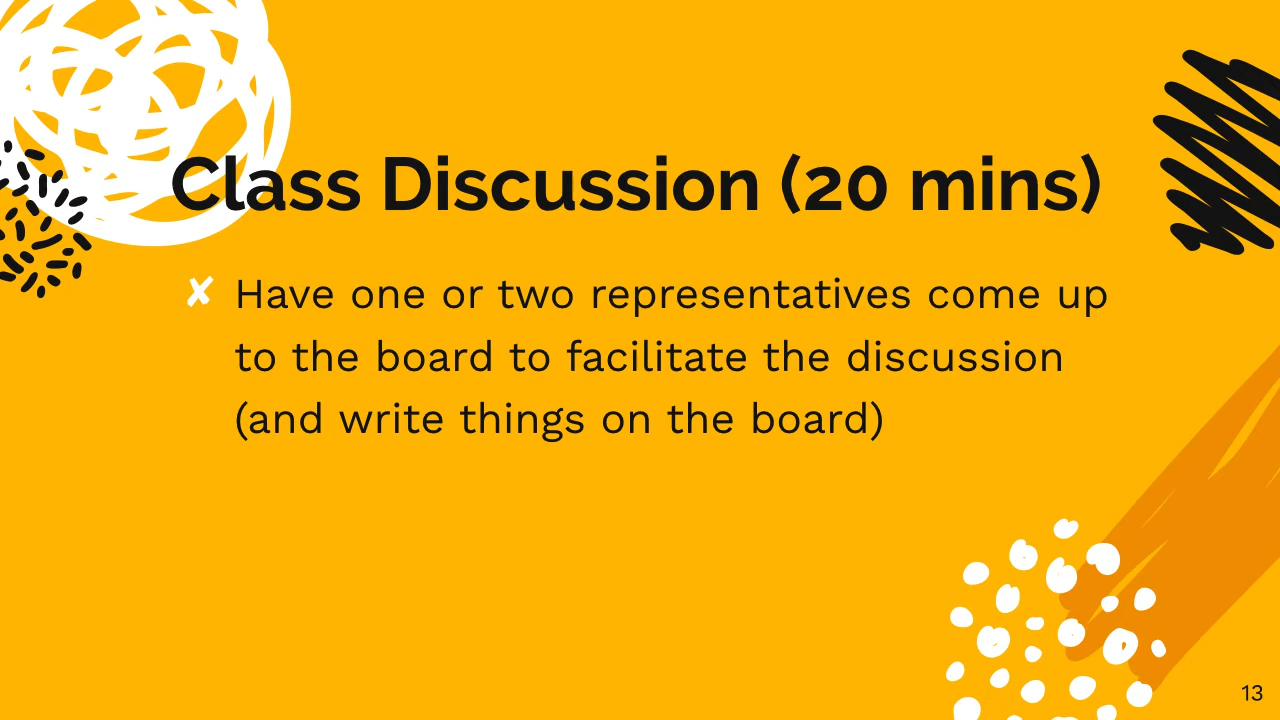 Class Discussion (20 mins)
✘ Have one or two representatives come up
to the board to facilitate the discussion
(and write things on the board)
13